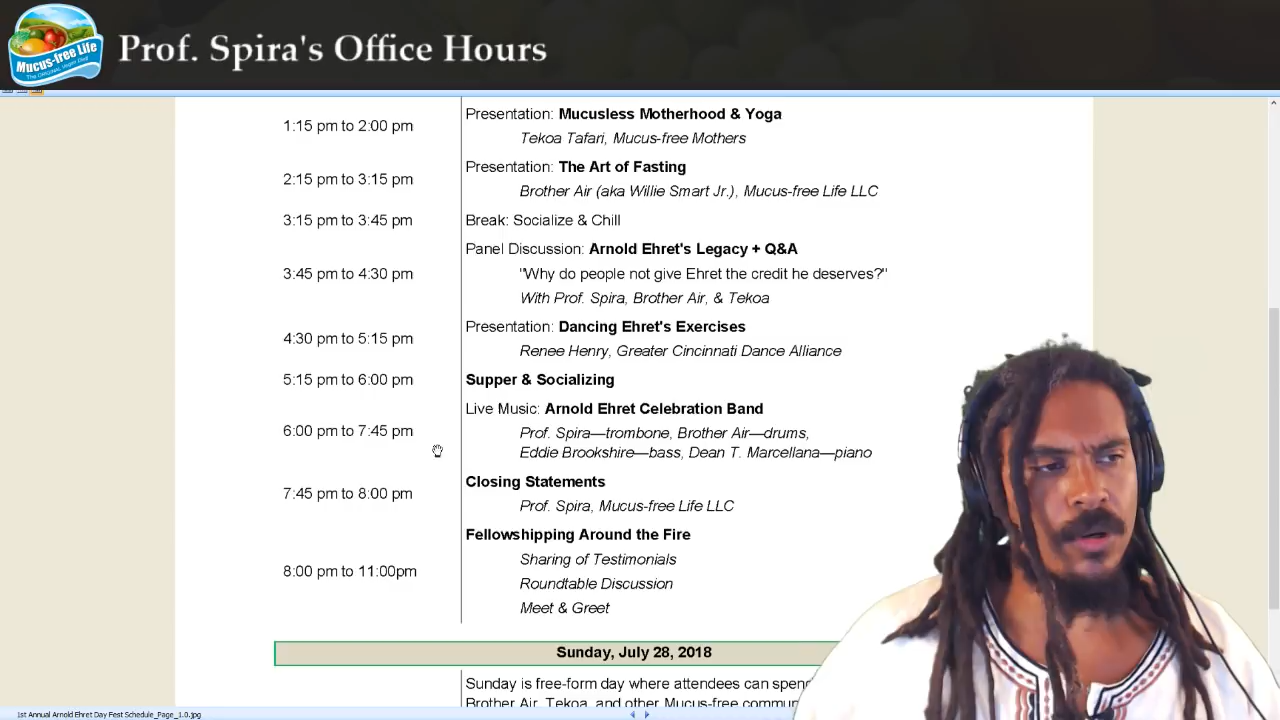 Mucus-free Life
The ORIGINAL Vegan Diet!
Prof. Spira's Office Hours
1:15 pm to 2:00 pm
Presentation: Mucusless Motherhood & Yoga
Tekoa Tafari, Mucus-free Mothers
2:15 pm to 3:15 pm
Presentation: The Art of Fasting
Brother Air (aka Willie Smart Jr.), Mucus-free Life LLC
3:15 pm to 3:45 pm
Break: Socialize & Chill
3:45 pm to 4:30 pm
Panel Discussion: Arnold Ehret's Legacy + Q&A
"Why do people not give Ehret the credit he deserves?"
With Prof. Spira, Brother Air, & Tekoa
4:30 pm to 5:15 pm
Presentation: Dancing Ehret's Exercises
Renee Henry, Greater Cincinnati Dance Alliance
5:15 pm to 6:00 pm
Supper & Socializing
6:00 pm to 7:45 pm
Live Music: Arnold Ehret Celebration Band
Prof. Spira—trombone, Brother Air—drums,
Eddie Brookshire—bass, Dean T. Marcellana—piano
7:45 pm to 8:00 pm
Closing Statements
Prof. Spira, Mucus-free Life LLC
8:00 pm to 11:00pm
Fellowshipping Around the Fire
Sharing of Testimonials
Roundtable Discussion
Meet & Greet
Sunday, July 28, 2018
Sunday is free-form day where attendees can spend
Brother Air, Tekoa, and other Mucus-free
1st Annual Arnold Ehret Day Fest Schedule_Page_1.0.jpg